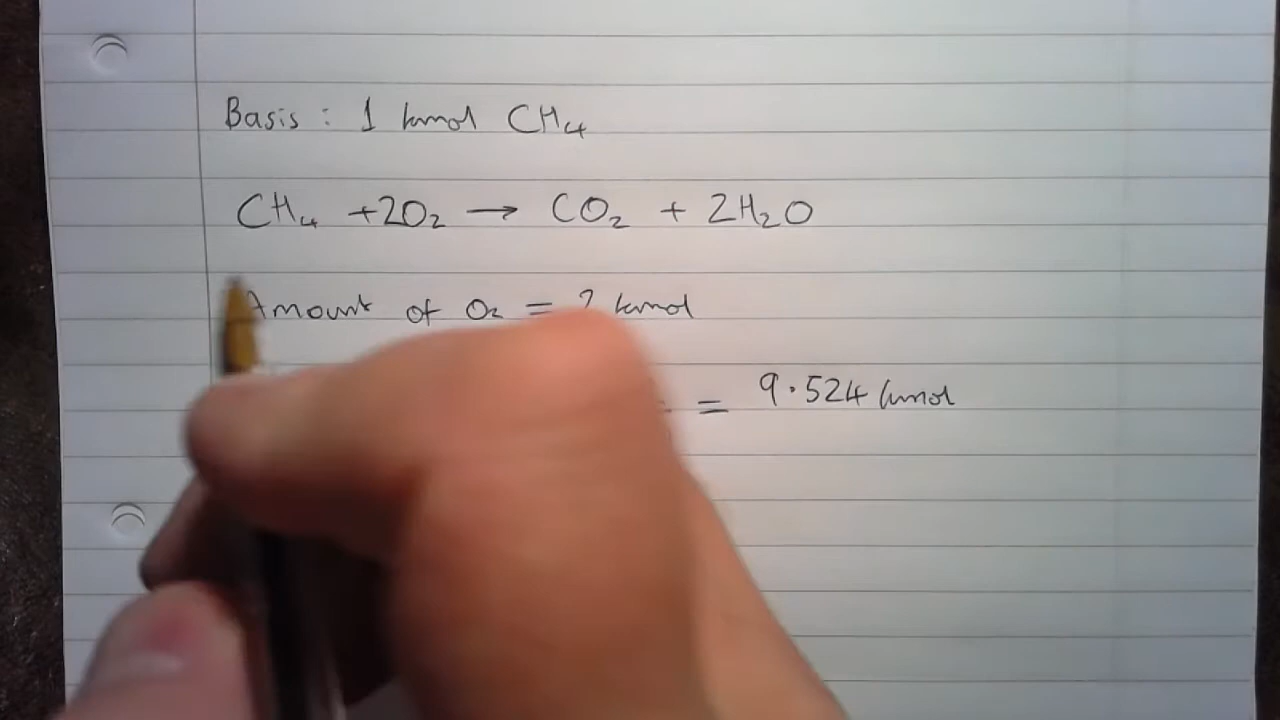 Basis : 1 kmol CH₄
CH₄ + 2O₂ → CO₂ + 2H₂O
Amount of O₂ = 2 kmol
= 9.524 kmol